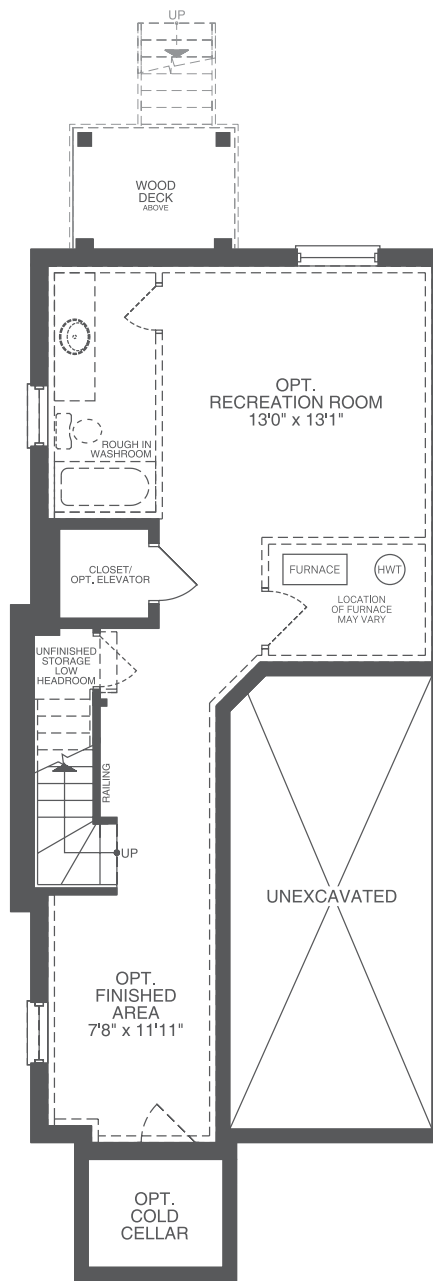 UP
WOOD
DECK
ABOVE
OPT.
RECREATION ROOM
13'0" x 13'1"
ROUGH IN
WASHROOM
CLOSET/
OPT. ELEVATOR
FURNACE
HWT
LOCATION
OF FURNACE
MAY VARY
UNFINISHED
STORAGE
LOW
HEADROOM
RAILING
UP
UNEXCAVATED
OPT.
FINISHED
AREA
7'8" x 11'11"
OPT.
COLD
CELLAR